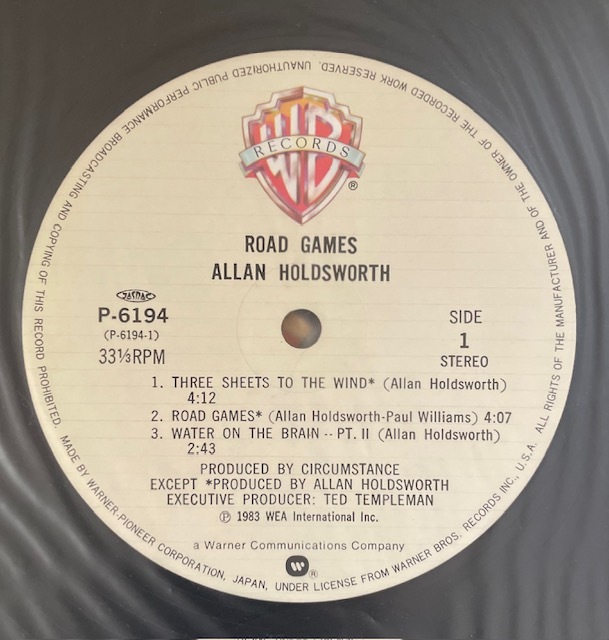 WB
RECORDS
®
ROAD GAMES
ALLAN HOLDSWORTH
JASRAC
P-6194
(P-6194-1)
33⅓RPM
SIDE
1
STEREO
1. THREE SHEETS TO THE WIND* (Allan Holdsworth)
4:12
2. ROAD GAMES* (Allan Holdsworth-Paul Williams) 4:07
3. WATER ON THE BRAIN -- PT. II (Allan Holdsworth)
2:43
PRODUCED BY CIRCUMSTANCE
EXCEPT *PRODUCED BY ALLAN HOLDSWORTH
EXECUTIVE PRODUCER: TED TEMPLEMAN
Ⓟ 1983 WEA International Inc.
a Warner Communications Company
W ®
MADE BY WARNER-PIONEER CORPORATION, JAPAN, UNDER LICENSE FROM WARNER BROS. RECORDS INC., U.S.A. ALL RIGHTS OF THE MANUFACTURER AND OF THE OWNER OF THE RECORDED WORK RESERVED. UNAUTHORIZED PUBLIC PERFORMANCE BROADCASTING AND COPYING OF THIS RECORD PROHIBITED.